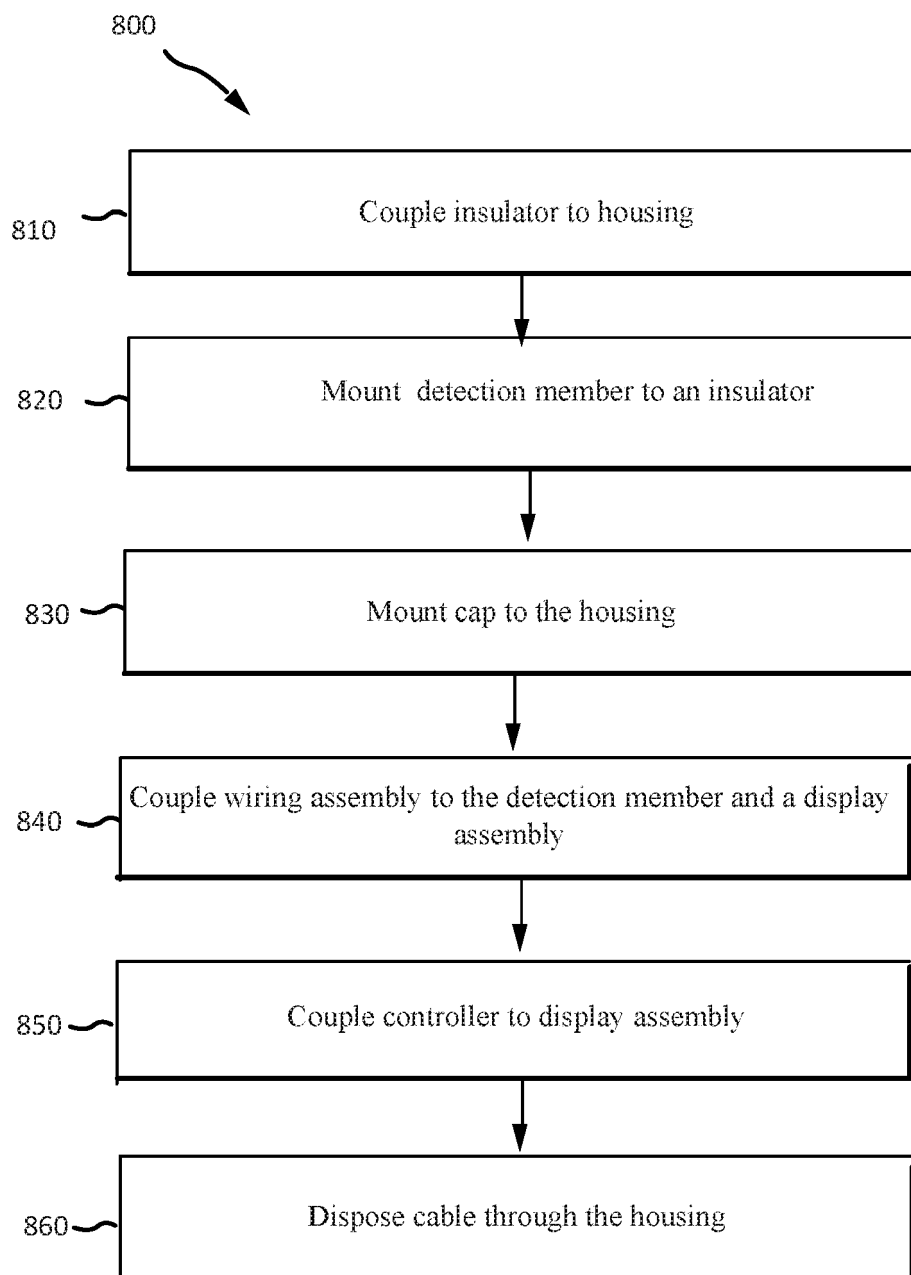 800
810
Couple insulator to housing
820
Mount detection member to an insulator
830
Mount cap to the housing
840
Couple wiring assembly to the detection member and a display
assembly
850
Couple controller to display assembly
860
Dispose cable through the housing